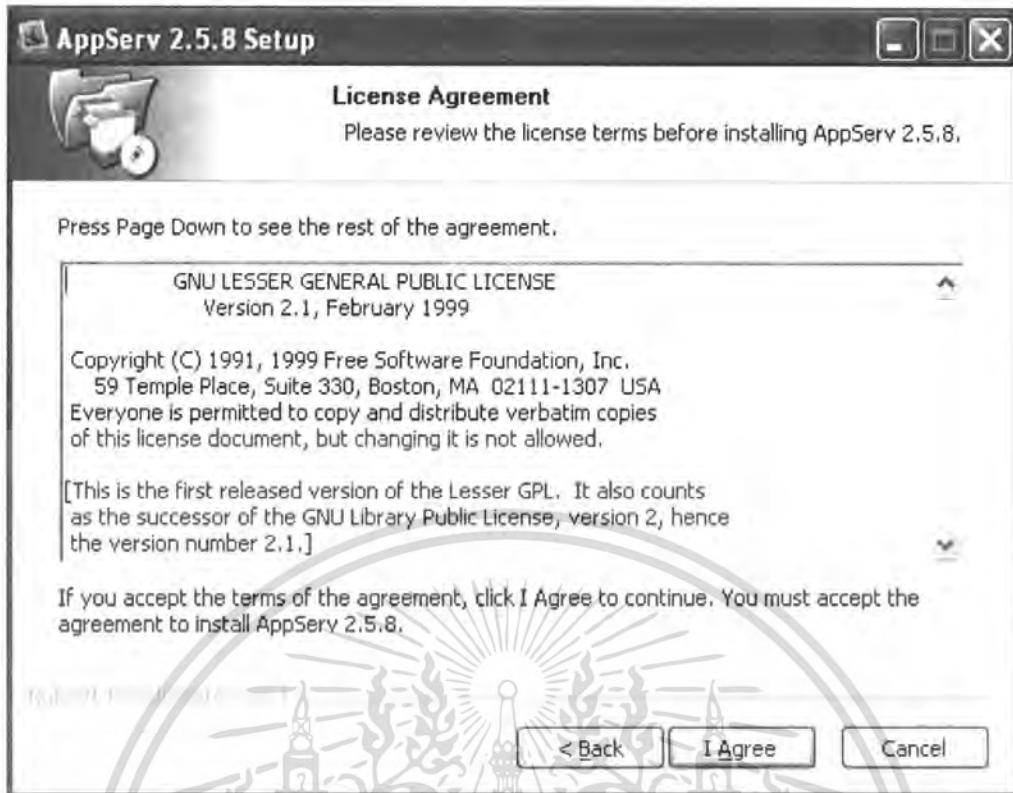 AppServ 2.5.8 Setup
License Agreement
Please review the license terms before installing AppServ 2.5.8.
Press Page Down to see the rest of the agreement.
GNU LESSER GENERAL PUBLIC LICENSE
Version 2.1, February 1999
Copyright (C) 1991, 1999 Free Software Foundation, Inc.
59 Temple Place, Suite 330, Boston, MA 02111-1307 USA
Everyone is permitted to copy and distribute verbatim copies
of this license document, but changing it is not allowed.
[This is the first released version of the Lesser GPL. It also counts
as the successor of the GNU Library Public License, version 2, hence
the version number 2.1.]
If you accept the terms of the agreement, click I Agree to continue. You must accept the
agreement to install AppServ 2.5.8.
< Back I Agree Cancel